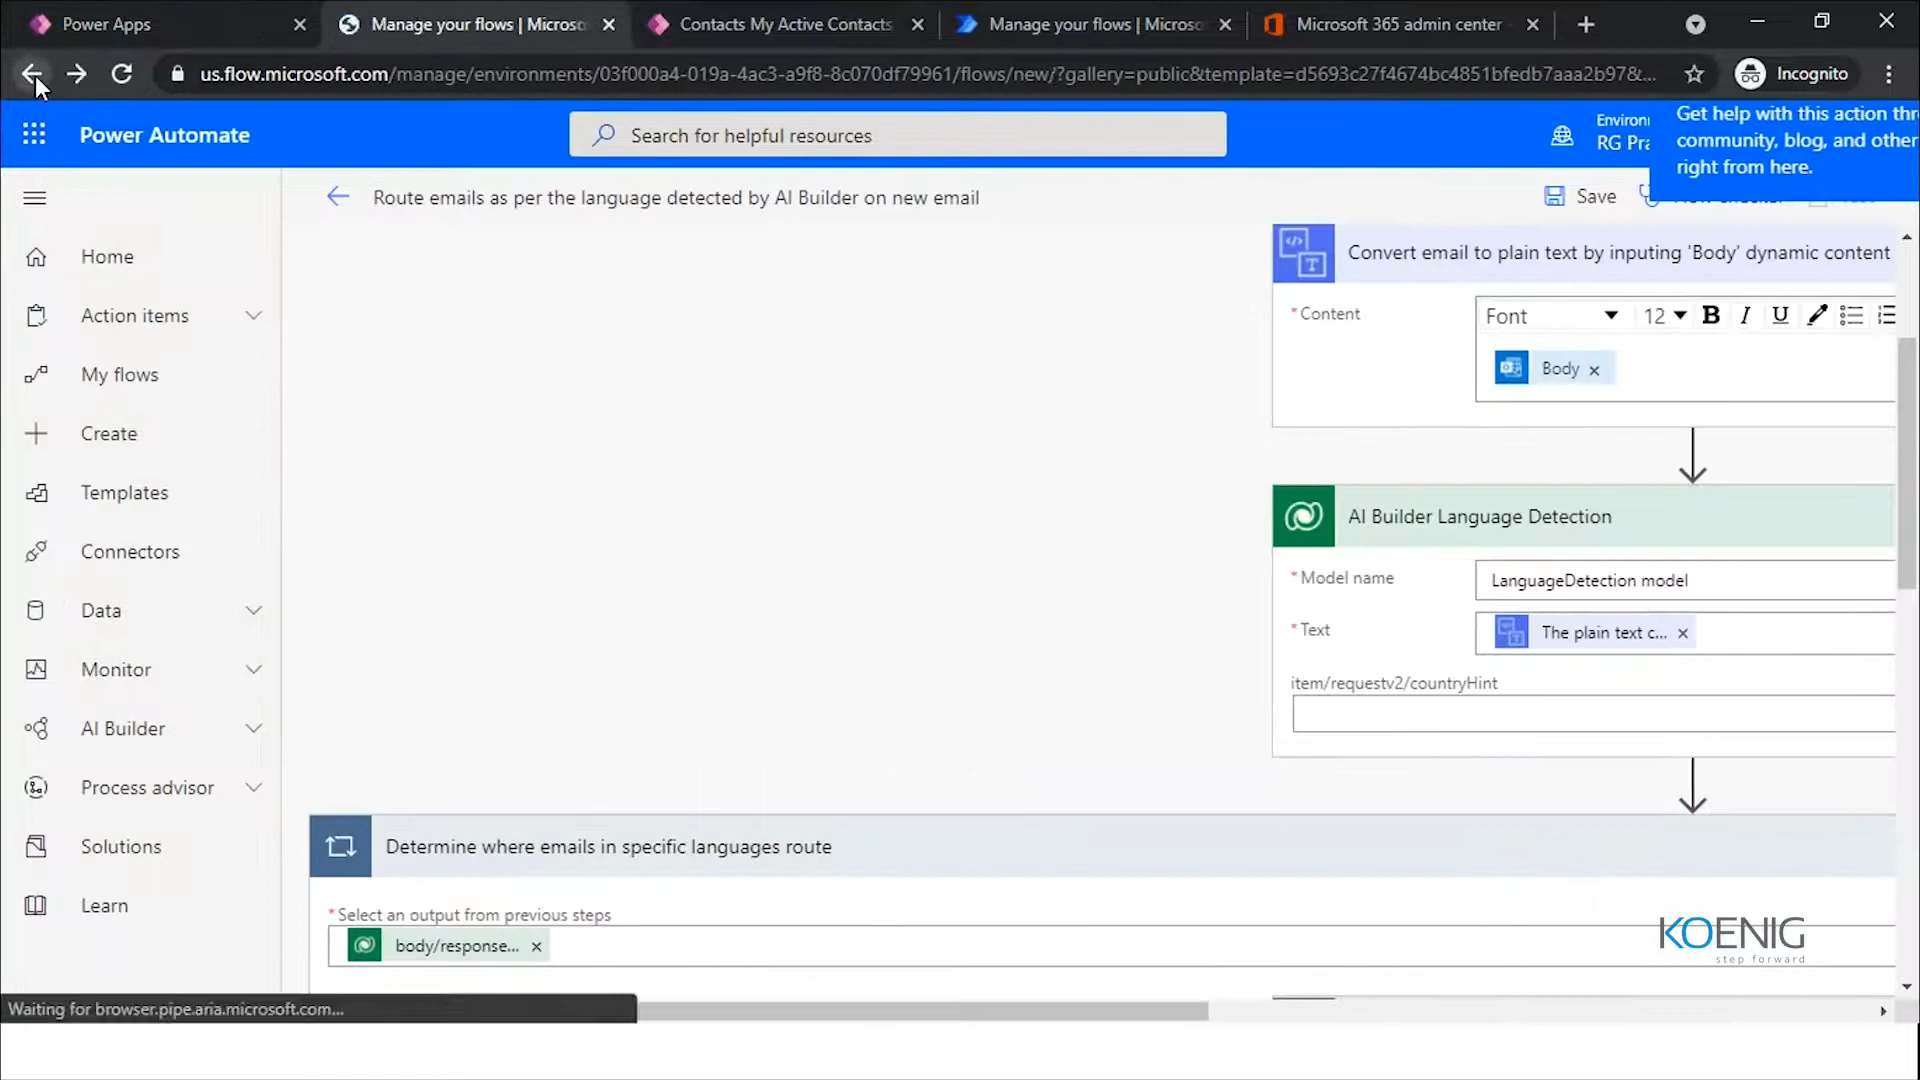 Power Apps
Manage your flows | Micros
Contacts My Active Contacts
Manage your flows | Micros
Microsoft 365 admin center
us.flow.microsoft.com/manage/environments/03f000a4-019a-4ac3-a9f8-8c070df79961/flows/new/?gallery=public&template=d5693c27f4674bc4851bfedb7aaa2b97&...
Incognito
Power Automate
Search for helpful resources
Environ
RG Pra
Get help with this action thr
community, blog, and other
right from here.
Route emails as per the language detected by AI Builder on new email
Save
Home
Action items
My flows
Create
Templates
Connectors
Data
Monitor
AI Builder
Process advisor
Solutions
Learn
Convert email to plain text by inputing 'Body' dynamic content
* Content
Font
12
B I U
Body ×
AI Builder Language Detection
* Model name
LanguageDetection model
* Text
The plain text c... ×
item/requestv2/countryHint
Determine where emails in specific languages route
* Select an output from previous steps
body/response... ×
KOENIG
step forward
Waiting for browser.pipe.aria.microsoft.com...